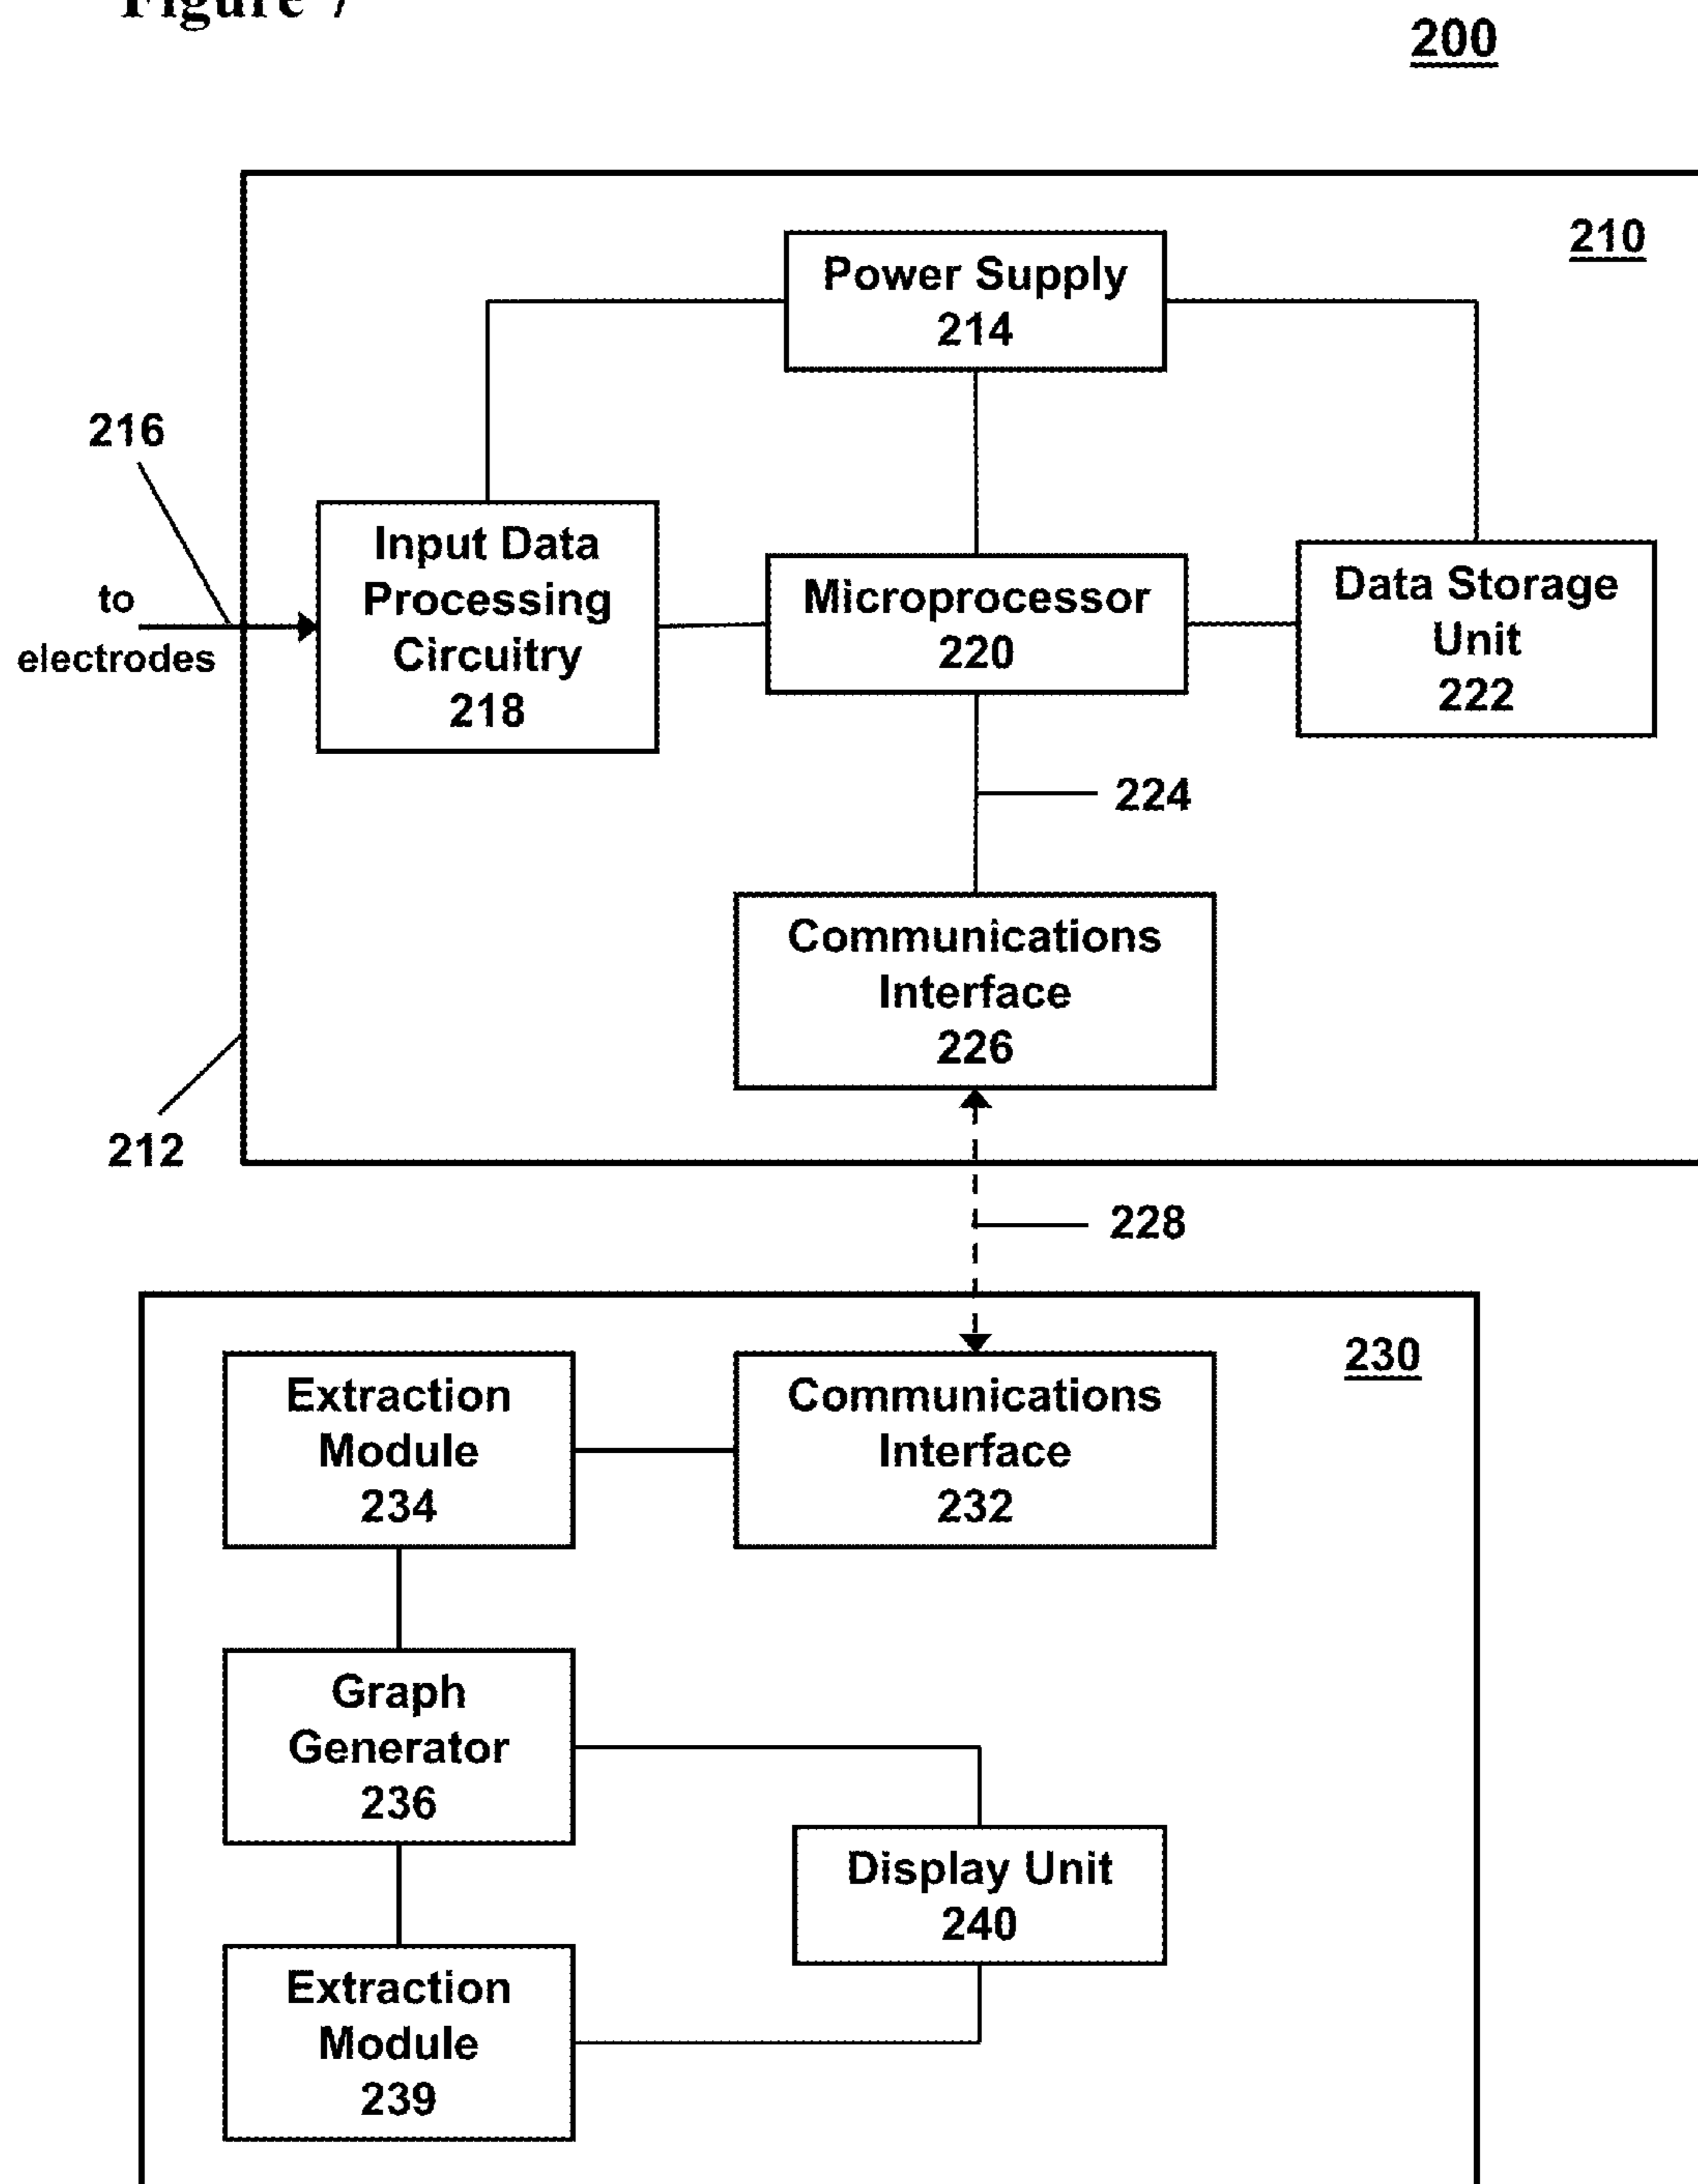 Figure 7
200
210
Power Supply
214
216
to
electrodes
Input Data
Processing
Circuitry
218
Microprocessor
220
Data Storage
Unit
222
224
Communications
Interface
226
212
228
230
Extraction
Module
234
Communications
Interface
232
Graph
Generator
236
Display Unit
240
Extraction
Module
239